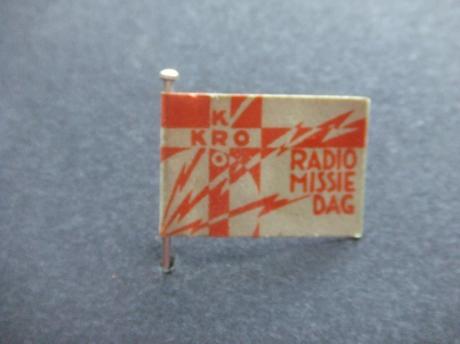 K
KRO
O
RADIO
MISSIE
DAG